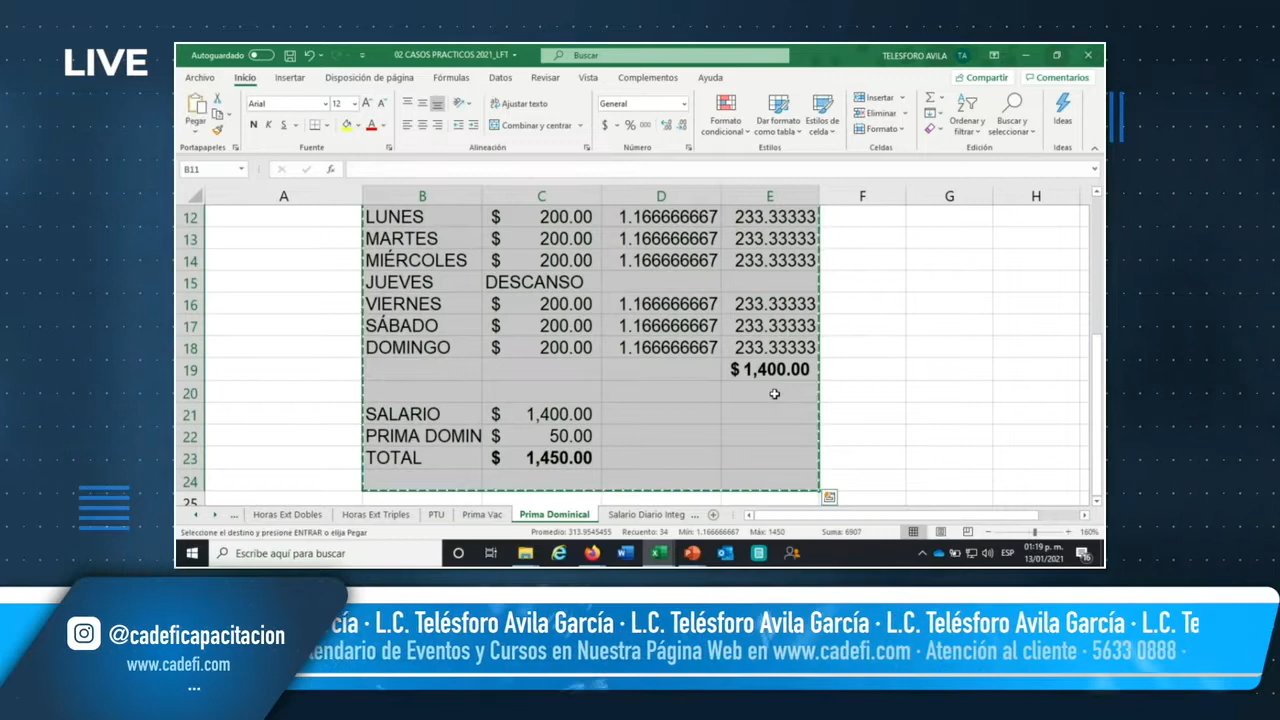 LIVE
Autoguardado
02 CASOS PRACTICOS 2021_LFT
Buscar
TELESFORO AVILA
TA
Archivo
Inicio
Insertar
Disposición de página
Fórmulas
Datos
Revisar
Vista
Complementos
Ayuda
Compartir
Comentarios
Pegar
Arial
12
N K S
Ajustar texto
Combinar y centrar
General
$ % 000
Formato condicional
Dar formato como tabla
Estilos de celda
Insertar
Eliminar
Formato
Ordenar y filtrar
Buscar y seleccionar
Ideas
Portapapeles
Fuente
Alineación
Número
Estilos
Celdas
Edición
Ideas
B11
fx
A B C D E F G H
12 LUNES $ 200.00 1.166666667 233.33333
13 MARTES $ 200.00 1.166666667 233.33333
14 MIÉRCOLES $ 200.00 1.166666667 233.33333
15 JUEVES DESCANSO
16 VIERNES $ 200.00 1.166666667 233.33333
17 SÁBADO $ 200.00 1.166666667 233.33333
18 DOMINGO $ 200.00 1.166666667 233.33333
19 $ 1,400.00
20
21 SALARIO $ 1,400.00
22 PRIMA DOMIN $ 50.00
23 TOTAL $ 1,450.00
24
25
... Horas Ext Dobles Horas Ext Triples PTU Prima Vac Prima Dominical Salario Diario Integ ...
Seleccione el destino y presione ENTRAR o elija Pegar
Promedio: 313.9545455 Recuento: 34 Mín: 1.166666667 Máx: 1450 Suma: 6907
160%
Escribe aquí para buscar
ESP
01:19 p. m.
13/01/2021
16
@cadeficapacitacion
www.cadefi.com
...
cía · L.C. Telésforo Avila García · L.C. Telésforo Avila García · L.C. Telésforo Avila García · L.C. Te
lendario de Eventos y Cursos en Nuestra Página Web en www.cadefi.com · Atención al cliente · 5633 0888 ·